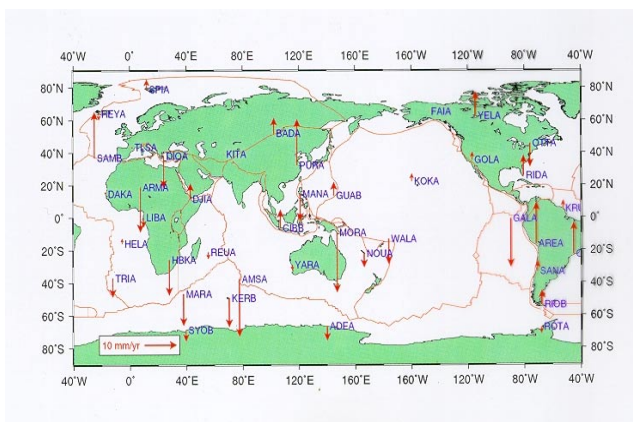 40°W 0° 40°E 80°E 120°E 160°E 160°W 120°W 80°W 40°W
80°N 80°N
SPIA
REYA
FAIA YELA
60°N 60°N
BADA
TLSA
SAMB DIOA KITA
40°N 40°N
PURA GOLA
RIDA
KOKA
ARMA MANA
20°N 20°N
DAKA DJIA GUAB
KRU
LIBA GALA
0° 0°
CIBB MORA
HELA WALA AREA
20°S 20°S
REUA NOUA
HBKA YARA SANA
TRIA AMSA
40°S 40°S
MARA KERB
RIOB
60°S 60°S
SYOB ADEA ROTA
10 mm/yr
80°S 80°S
40°W 0° 40°E 80°E 120°E 160°E 160°W 120°W 80°W 40°W